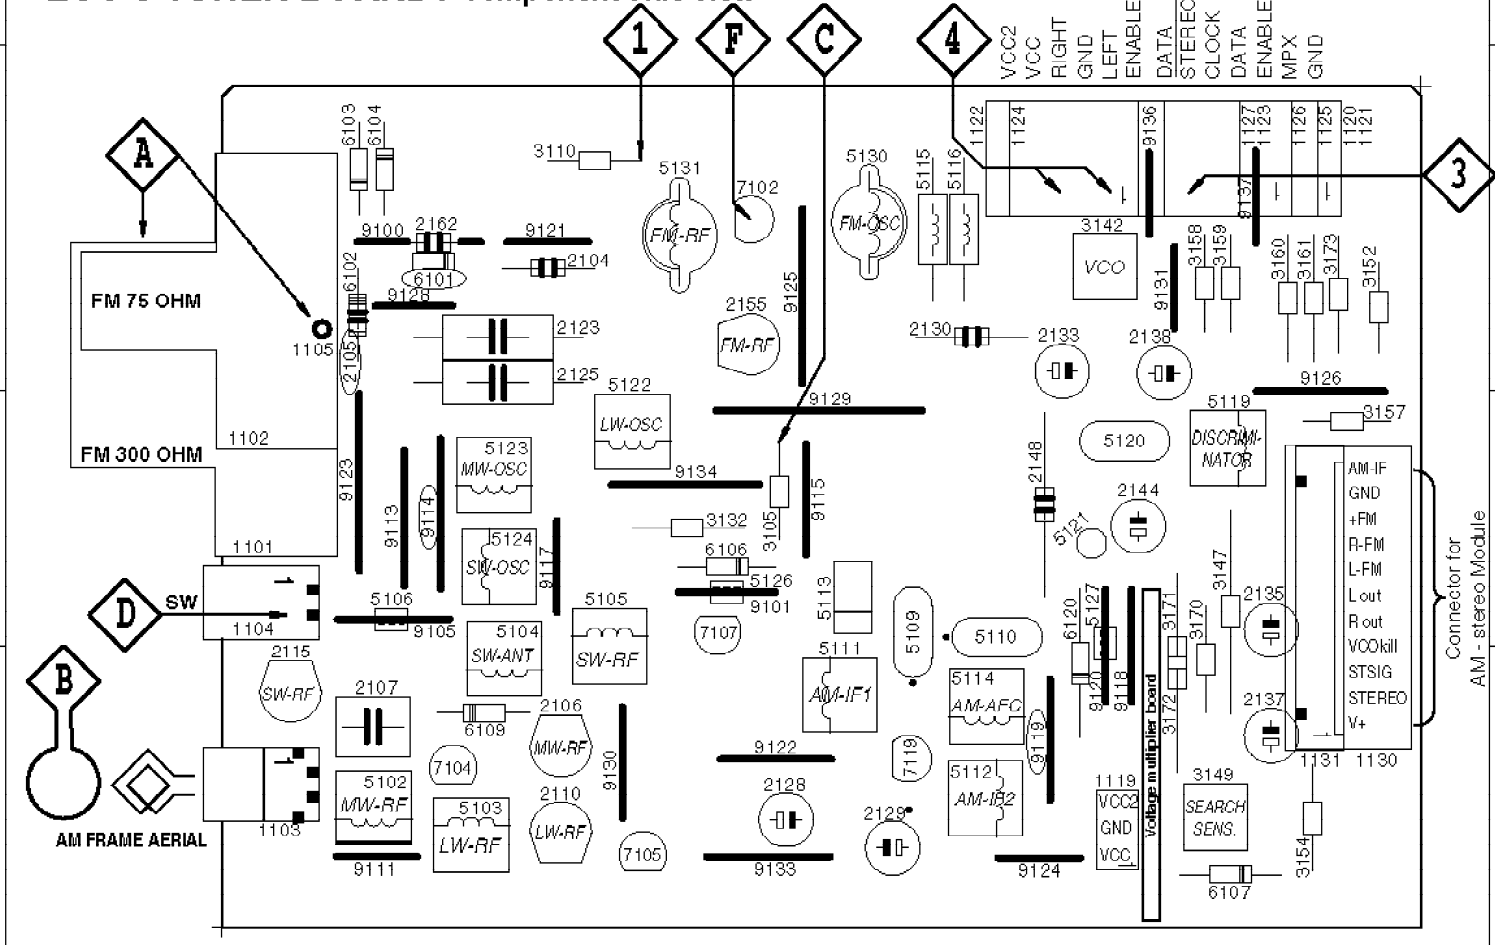 1
F
C
4
VCC2
VCC
RIGHT
GND
LEFT
ENABLE
DATA
STEREO
CLOCK
DATA
ENABLE
MPX
GND
A
6103
6104
3110
5131
FM-RF
7102
5130
FM-OSC
5115
5116
1122
1124
9136
1127
1123
1126
1125
1120
1121
3
9137
9100
2162
9121
2104
6101
6102
9128
3142
VCO
9131
3158
3159
3160
3161
3173
3152
FM 75 OHM
1105
2105
2123
2125
9125
2155
FM-RF
2130
2133
2138
9126
5122
LW-OSC
9129
5119
DISCRIMI-
NATOR
3157
5120
FM 300 OHM
1102
5123
MW-OSC
9123
9113
9114
9134
9115
3105
3132
2148
2144
5121
AM-IF
GND
+FM
R-FM
L-FM
L out
R out
VCOkill
STSIG
STEREO
V+
Connector for
AM - stereo Module
1101
5124
SW-OSC
9117
6106
5126
9101
5113
3147
D
SW
1104
5106
9105
5105
SW-RF
5104
SW-ANT
7107
5109
5110
6120
5127
9120
9118
3171
3170
3172
2135
2137
B
2115
SW-RF
2107
6109
2106
MW-RF
9130
5111
AM-IF1
5114
AM-AFC
9119
7119
Voltage multiplier board
1131
1130
7104
9122
2128
5112
AM-IF2
1119
VCC2
GND
VCC
3149
SEARCH
SENS.
5102
MW-RF
5103
LW-RF
2110
LW-RF
7105
2129
1103
AM FRAME AERIAL
9111
9133
9124
6107
3154